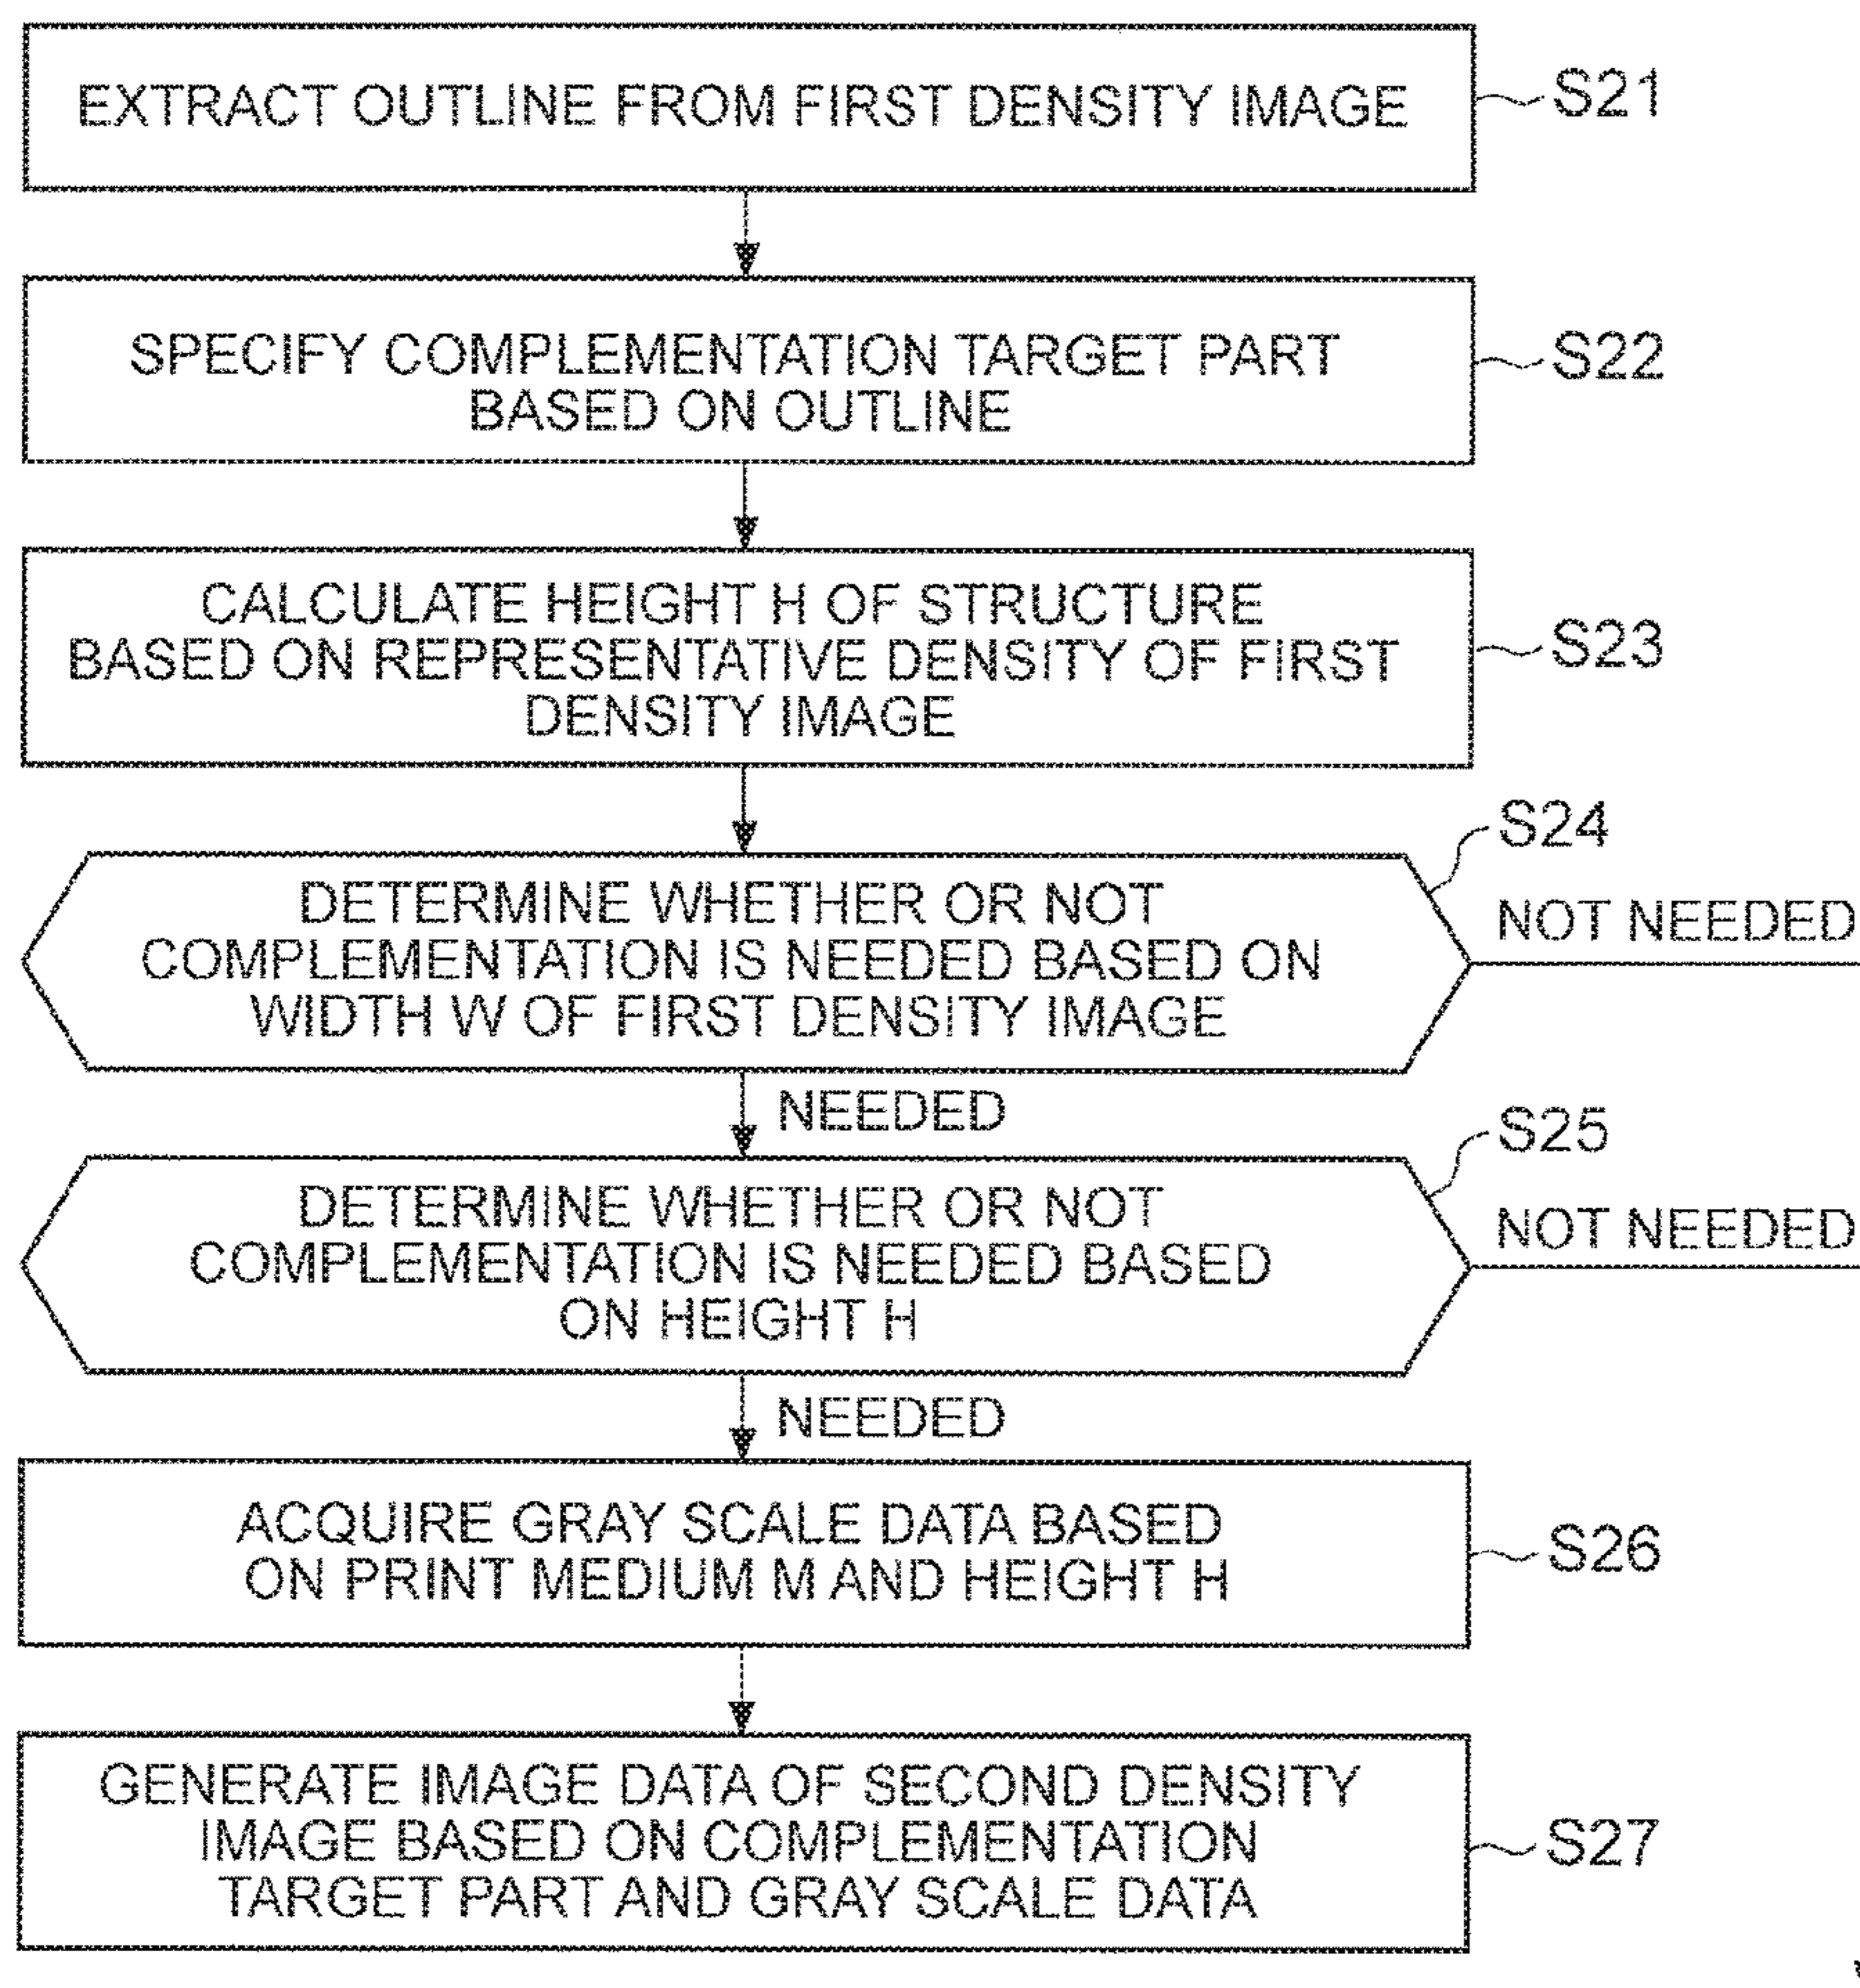 EXTRACT OUTLINE FROM FIRST DENSITY IMAGE
S21
SPECIFY COMPLEMENTATION TARGET PART
BASED ON OUTLINE
S22
CALCULATE HEIGHT H OF STRUCTURE
BASED ON REPRESENTATIVE DENSITY OF FIRST
DENSITY IMAGE
S23
S24
DETERMINE WHETHER OR NOT
COMPLEMENTATION IS NEEDED BASED ON
WIDTH W OF FIRST DENSITY IMAGE
NOT NEEDED
NEEDED
S25
DETERMINE WHETHER OR NOT
COMPLEMENTATION IS NEEDED BASED
ON HEIGHT H
NOT NEEDED
NEEDED
ACQUIRE GRAY SCALE DATA BASED
ON PRINT MEDIUM M AND HEIGHT H
S26
GENERATE IMAGE DATA OF SECOND DENSITY
IMAGE BASED ON COMPLEMENTATION
TARGET PART AND GRAY SCALE DATA
S27